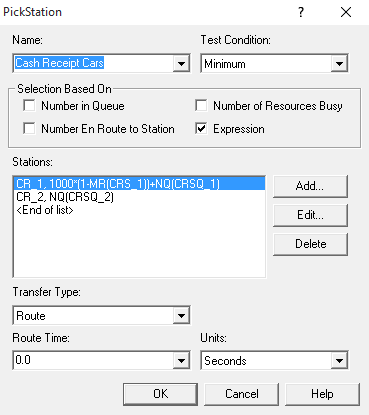 PickStation
Name: Test Condition:
Cash Receipt Cars Minimum
Selection Based On
Number in Queue Number of Resources Busy
Number En Route to Station Expression
Stations:
CR_1, 1000*(1-MR(CRS_1))+NQ(CRSQ_1) Add...
CR_2, NQ(CRSQ_2) Edit...
<End of list>
Delete
Transfer Type:
Route
Route Time: Units:
0.0 Seconds
OK Cancel Help